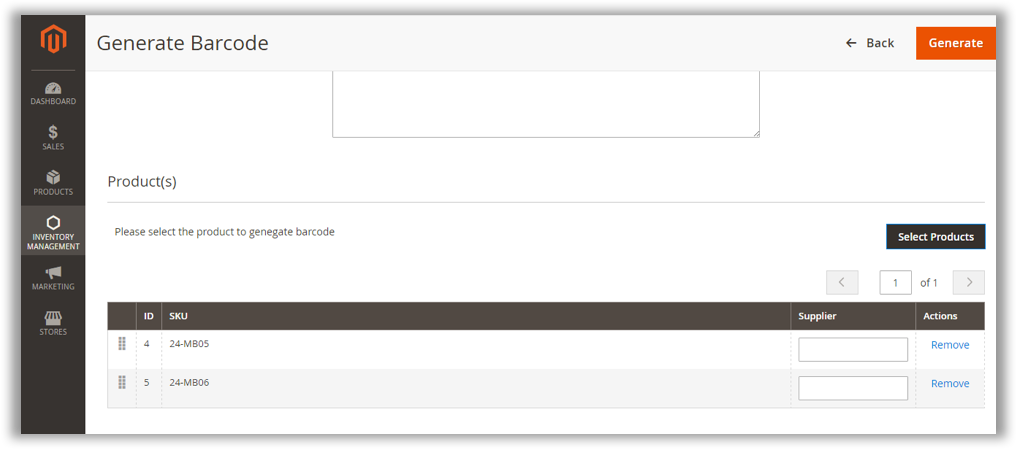 Generate Barcode
Back
Generate
DASHBOARD
$
SALES
PRODUCTS
INVENTORY
MANAGEMENT
MARKETING
STORES
Product(s)
Please select the product to genegate barcode
Select Products
1 of 1
ID SKU Supplier Actions
4 24-MB05 Remove
5 24-MB06 Remove